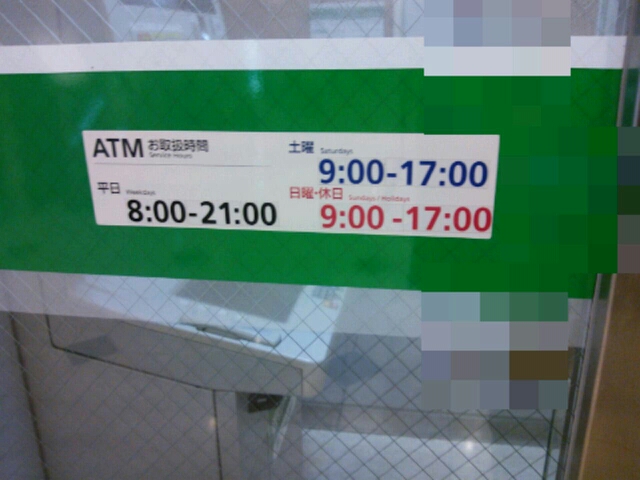 ATM お取扱時間
Service Hours
平日 Weekdays
8:00-21:00
土曜 Saturdays
9:00-17:00
日曜・休日 Sundays / Holidays
9:00-17:00